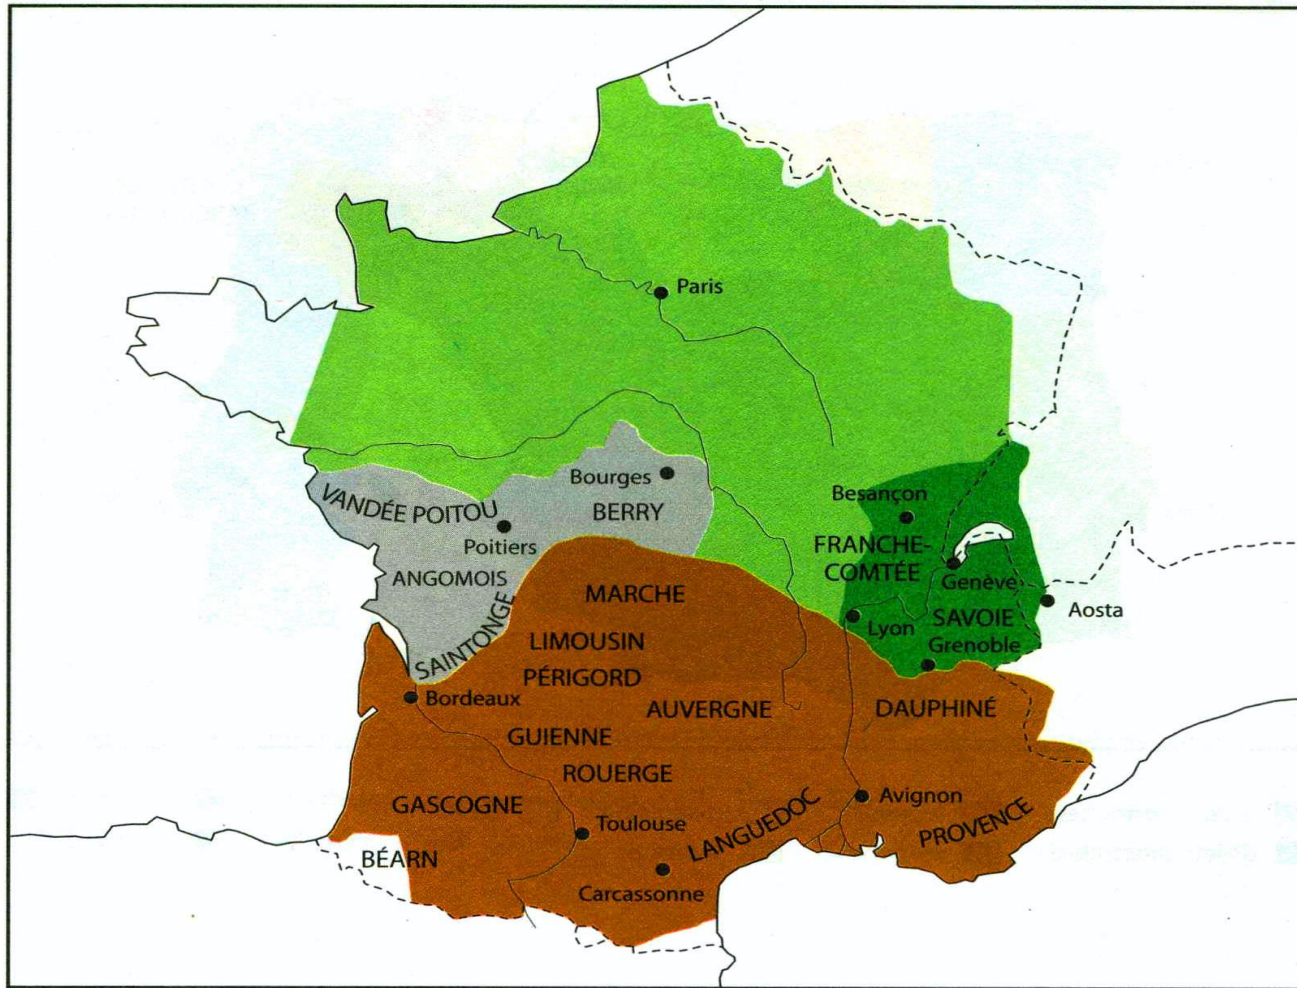 Paris
Bourges
BERRY
VANDÉE POITOU
Poitiers
ANGOMOIS
SAINTONGE
Besançon
FRANCHE-
COMTÉE
Genève
Aosta
Lyon
SAVOIE
Grenoble
MARCHE
LIMOUSIN
PÉRIGORD
Bordeaux
AUVERGNE
DAUPHINÉ
GUIENNE
ROUERGE
GASCOGNE
Avignon
Toulouse
LANGUEDOC
PROVENCE
BÉARN
Carcassonne